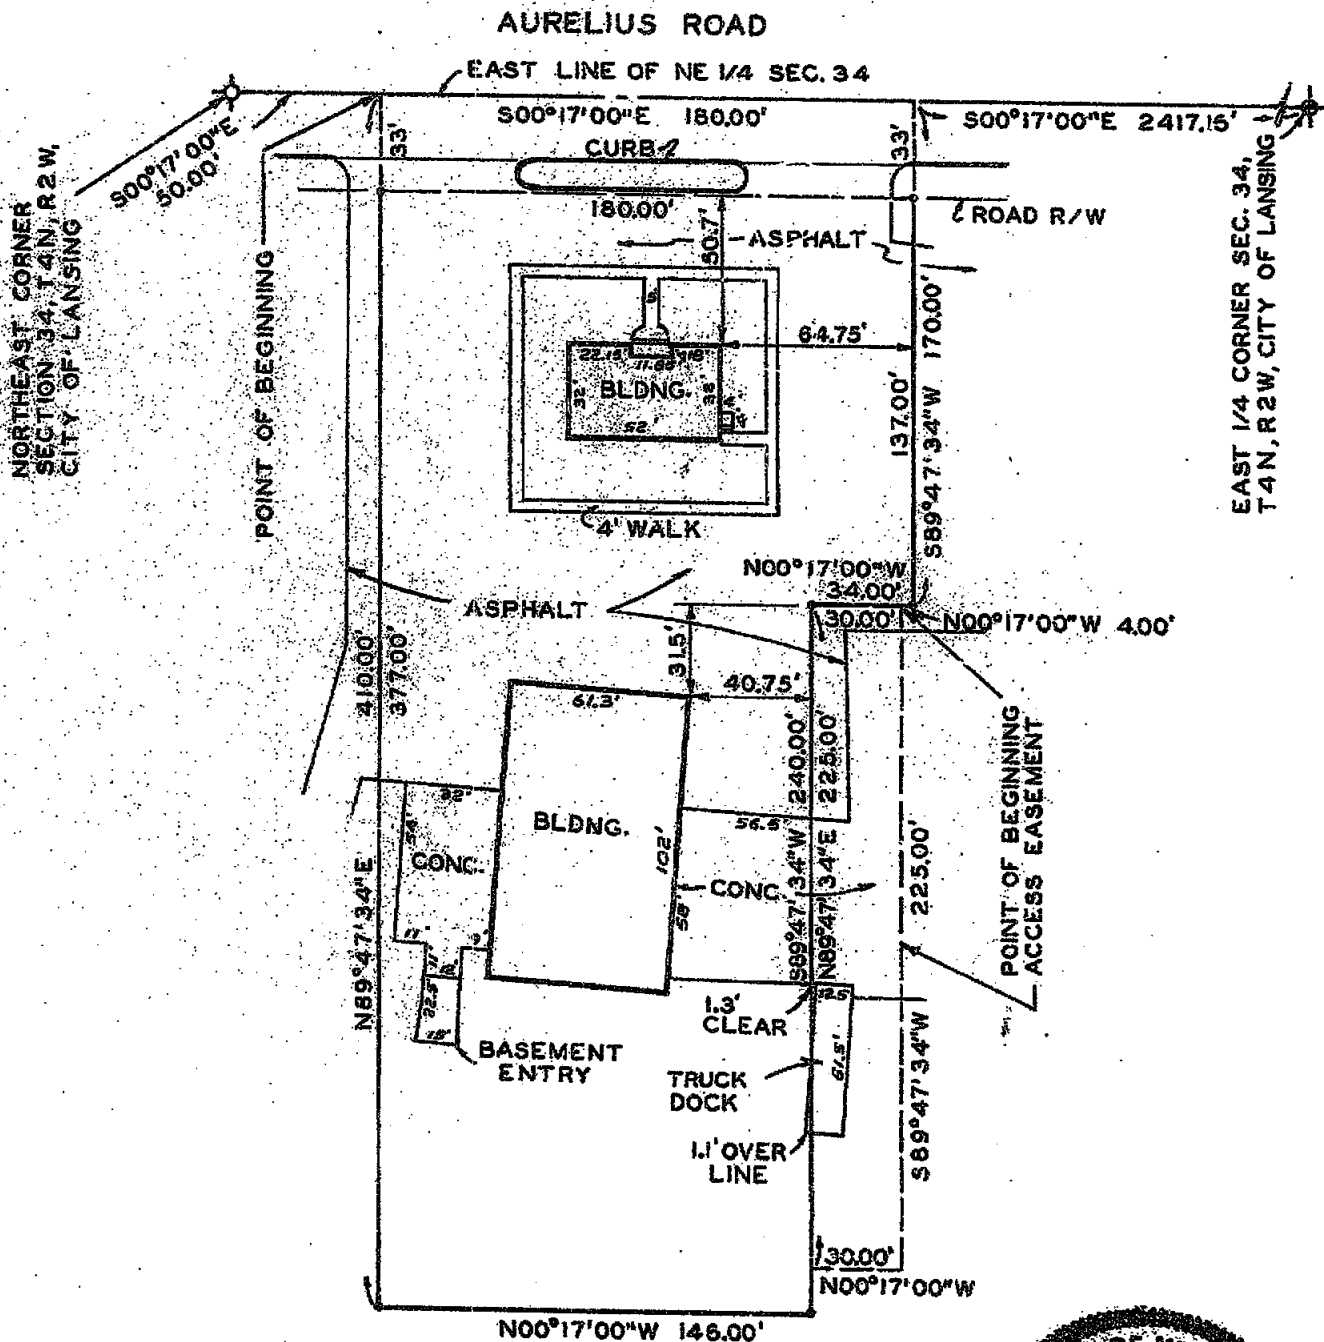 AURELIUS ROAD
EAST LINE OF NE 1/4 SEC. 34
S00°17'00"E 180.00'
S00°17'00"E 2417.15'
S00°17'00"E
50.00'
33'
33'
CURB
180.00'
ROAD R/W
50.7'
ASPHALT
NORTHEAST CORNER
SECTION 34, T4N, R2W,
CITY OF LANSING
POINT OF BEGINNING
EAST 1/4 CORNER SEC. 34,
T4N, R2W, CITY OF LANSING
64.75'
S89°47'34"W 170.00'
137.00'
22.15'
BLDNG.
32'
52'
4'
4' WALK
N00°17'00"W
34.00'
30.00'
N00°17'00"W 4.00'
ASPHALT
31.5'
40.75'
61.3'
410.00'
377.00'
N89°47'34"E
S89°47'34"W 240.00'
N89°47'34"E 225.00'
POINT OF BEGINNING
ACCESS EASEMENT
225.00'
S89°47'34"W
32'
54'
CONC.
BLDNG.
102'
56.5'
CONC.
58'
17'
11'
9'
22.5'
15'
BASEMENT
ENTRY
1.3'
CLEAR
12.5'
61.5'
TRUCK
DOCK
1.1' OVER
LINE
30.00'
N00°17'00"W
N00°17'00"W 146.00'